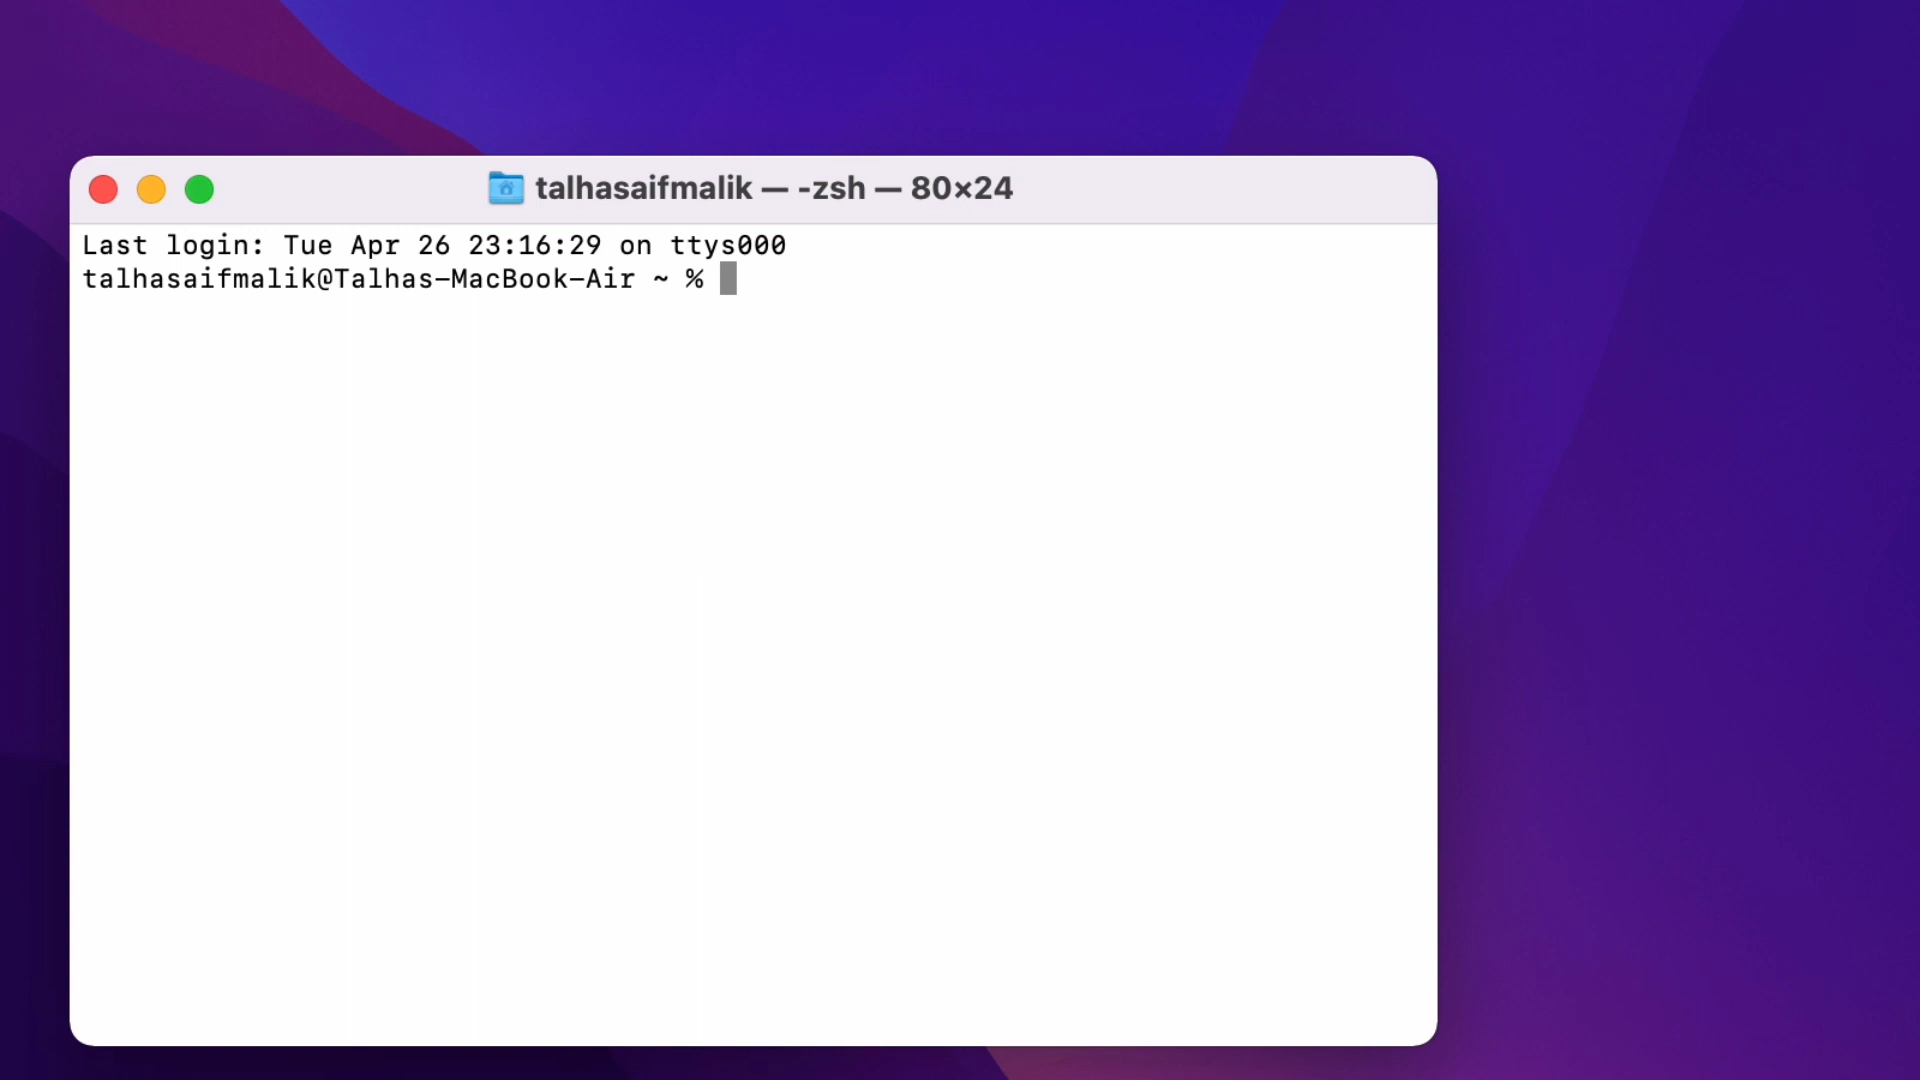 talhasaifmalik — -zsh — 80×24
Last login: Tue Apr 26 23:16:29 on ttys000
talhasaifmalik@Talhas-MacBook-Air ~ %